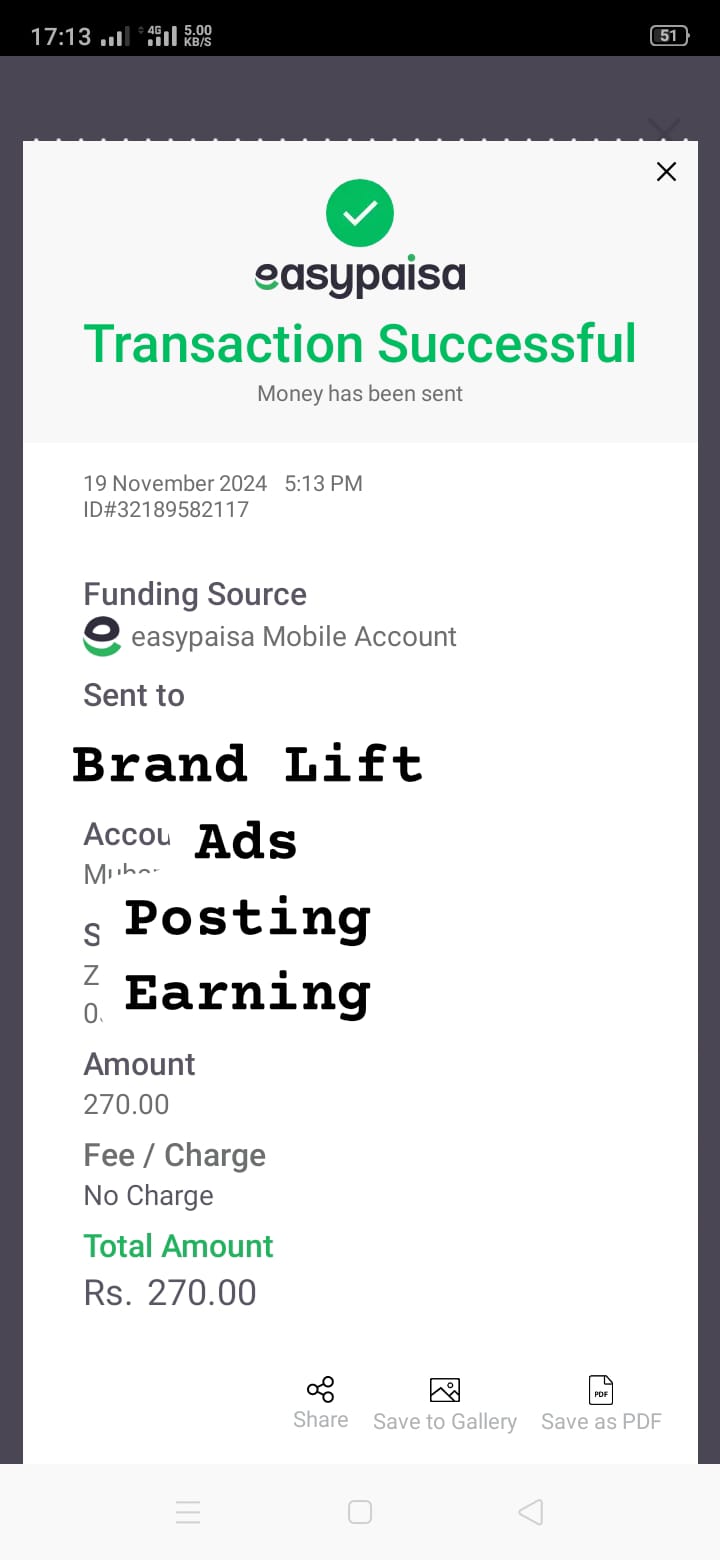 17:13 4G 5.00 KB/S 51
easypaisa
Transaction Successful
Money has been sent
19 November 2024 5:13 PM
ID#32189582117
Funding Source
easypaisa Mobile Account
Sent to
Brand Lift
Ads
Posting
S
Z
Earning
0.
Amount
270.00
Fee / Charge
No Charge
Total Amount
Rs. 270.00
PDF
Share Save to Gallery Save as PDF